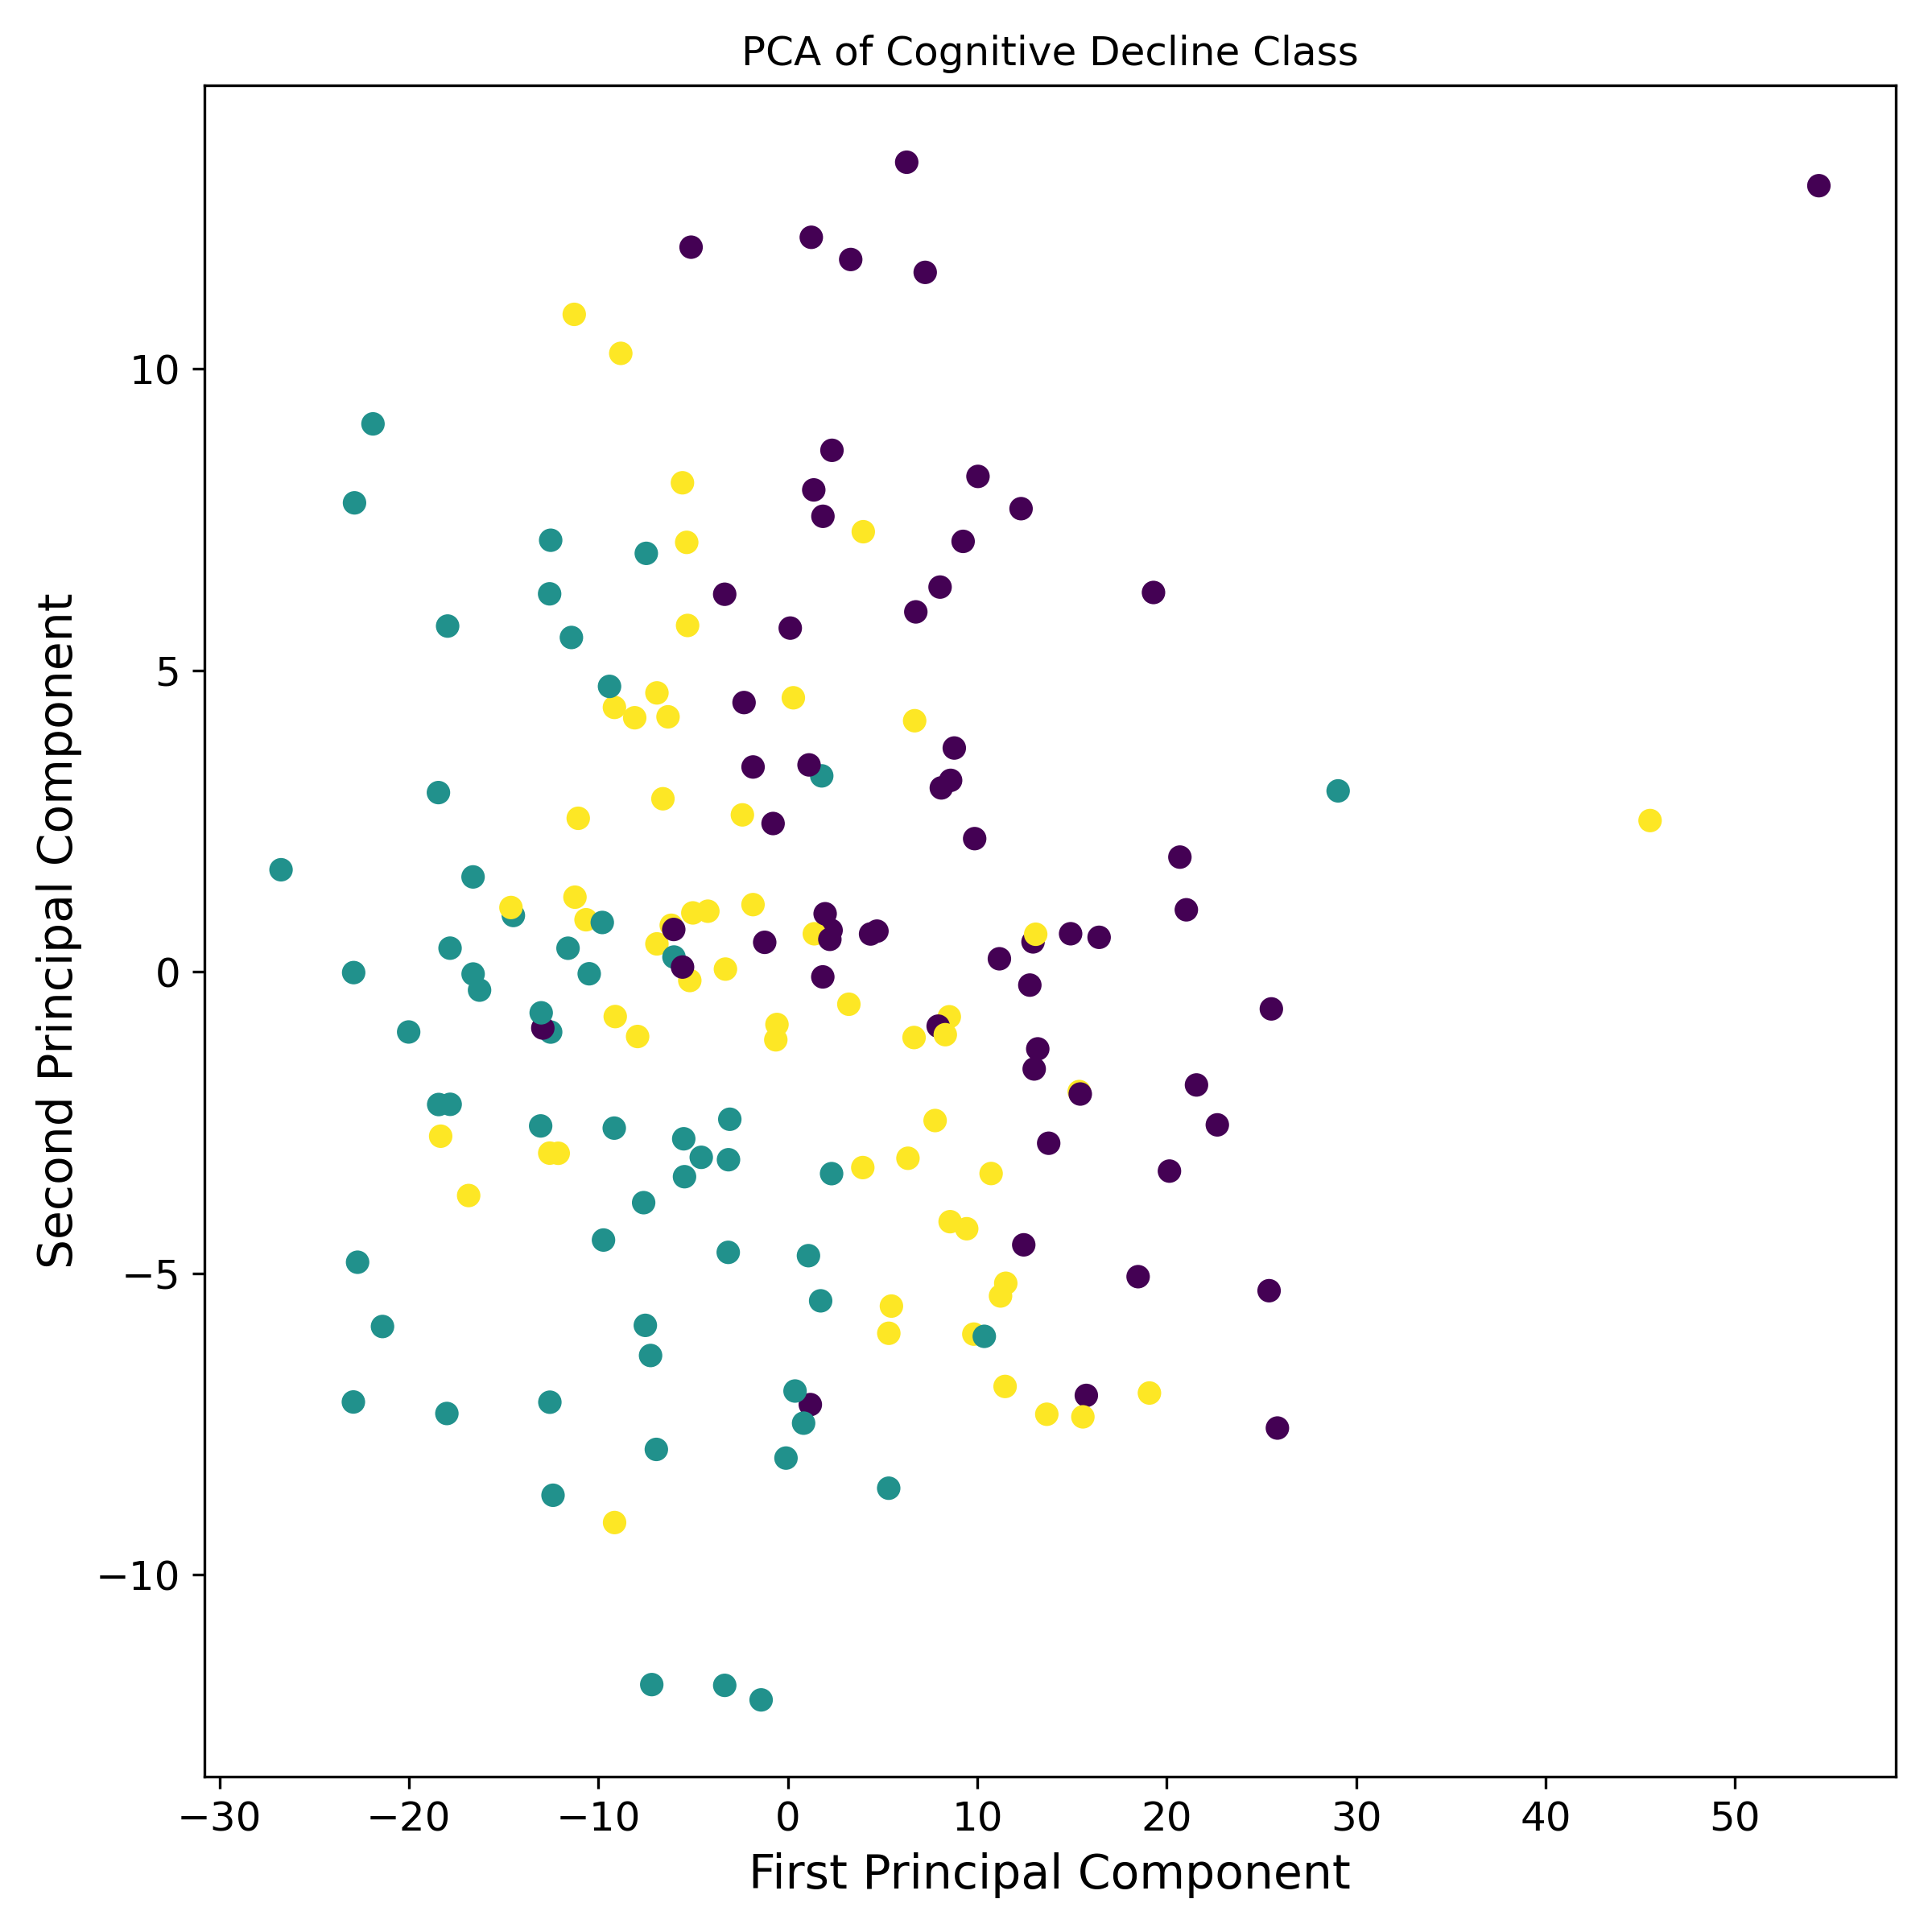 PCA of Cognitive Decline Class
Second Principal Component
10
5
0
−5
−10
−30 −20 −10 0 10 20 30 40 50
First Principal Component